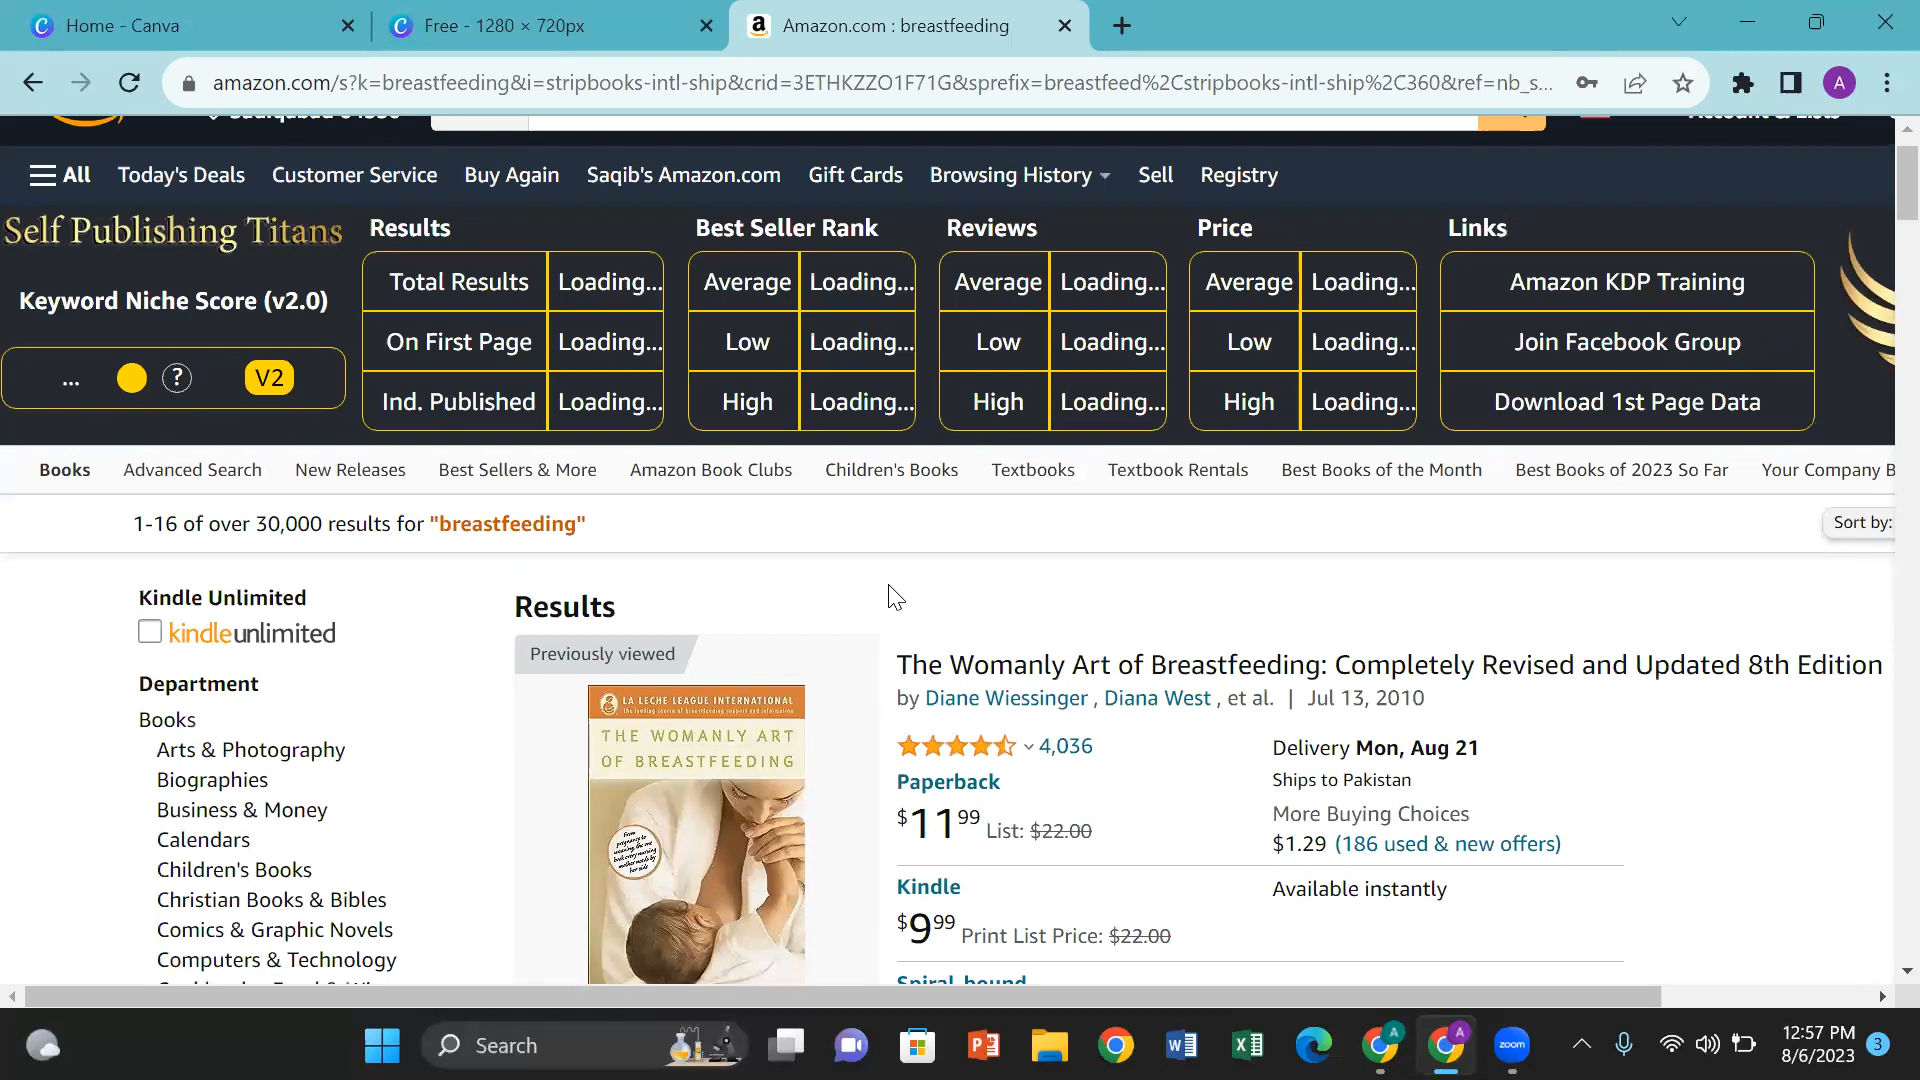 Home - Canva
Free - 1280 × 720px
Amazon.com : breastfeeding
amazon.com/s?k=breastfeeding&i=stripbooks-intl-ship&crid=3ETHKZZO1F71G&sprefix=breastfeed%2Cstripbooks-intl-ship%2C360&ref=nb_s...
A
All Today's Deals Customer Service Buy Again Saqib's Amazon.com Gift Cards Browsing History Sell Registry
Self Publishing Titans
Keyword Niche Score (v2.0)
... ? V2
Results
Total Results Loading...
On First Page Loading...
Ind. Published Loading...
Best Seller Rank
Average Loading...
Low Loading...
High Loading...
Reviews
Average Loading...
Low Loading...
High Loading...
Price
Average Loading...
Low Loading...
High Loading...
Links
Amazon KDP Training
Join Facebook Group
Download 1st Page Data
Books Advanced Search New Releases Best Sellers & More Amazon Book Clubs Children's Books Textbooks Textbook Rentals Best Books of the Month Best Books of 2023 So Far Your Company B
1-16 of over 30,000 results for "breastfeeding"
Sort by:
Kindle Unlimited
kindleunlimited
Department
Books
Arts & Photography
Biographies
Business & Money
Calendars
Children's Books
Christian Books & Bibles
Comics & Graphic Novels
Computers & Technology
Results
Previously viewed
LA LECHE LEAGUE INTERNATIONAL
The leading source of breastfeeding support and information
THE WOMANLY ART
OF BREASTFEEDING
The Womanly Art of Breastfeeding: Completely Revised and Updated 8th Edition
by Diane Wiessinger , Diana West , et al. | Jul 13, 2010
4,036
Paperback
$11 99 List: $22.00
Delivery Mon, Aug 21
Ships to Pakistan
More Buying Choices
$1.29 (186 used & new offers)
Kindle
$9 99 Print List Price: $22.00
Available instantly
Spiral-bound
Search
zoom
A
A
12:57 PM
8/6/2023
3